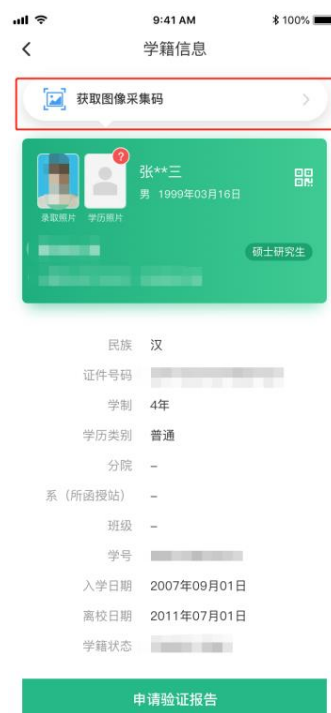 9:41 AM
100%
学籍信息
获取图像采集码
?
张**三
男 1999年03月16日
录取照片 学历照片
硕士研究生
民族 汉
证件号码
学制 4年
学历类别 普通
分院 –
系（所函授站） –
班级 –
学号
入学日期 2007年09月01日
离校日期 2011年07月01日
学籍状态
申请验证报告